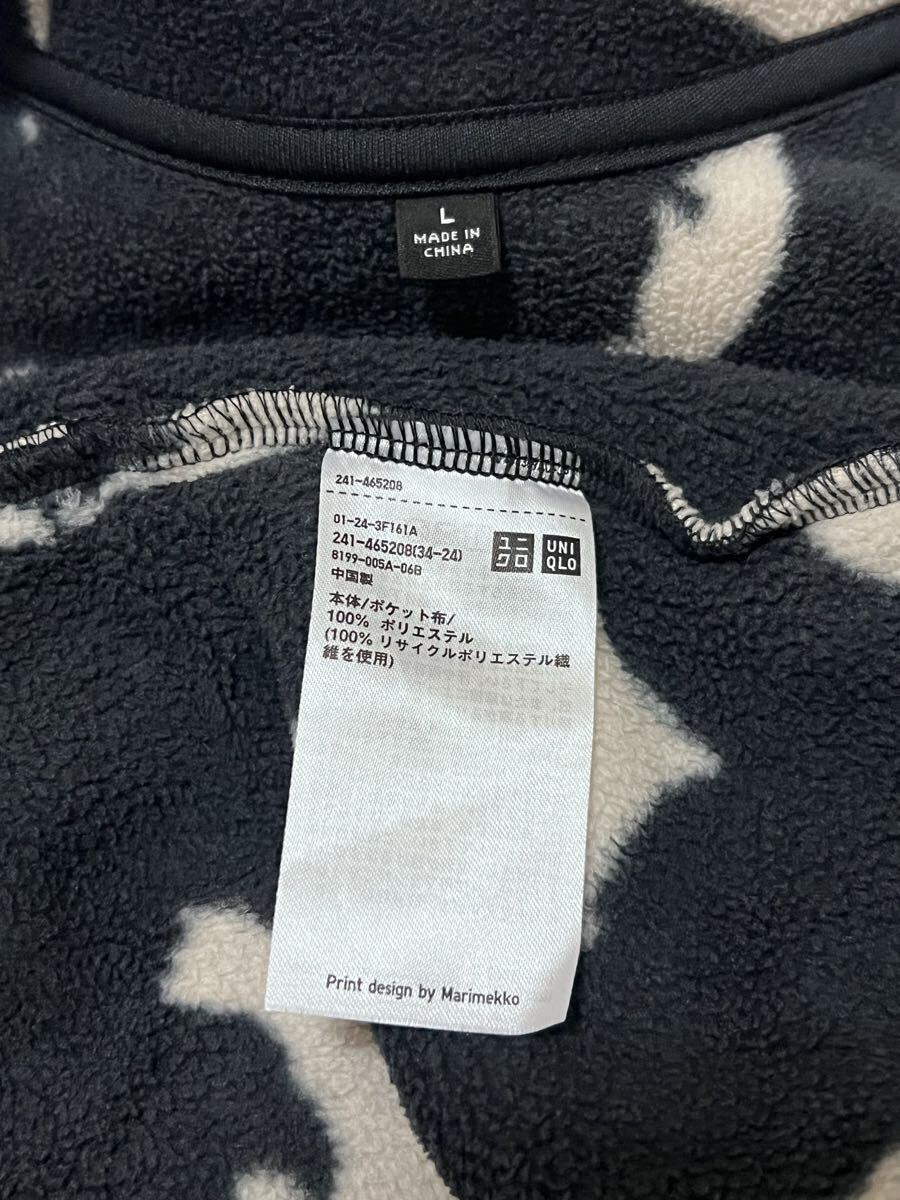 L
MADE IN
CHINA
241-465208
01-24-3F161A
241-465208(34-24)
8199-005A-06B
中国製
ユニ
クロ
UNI
QLO
本体/ポケット布/
100% ポリエステル
(100% リサイクルポリエステル繊
維を使用)
Print design by Marimekko